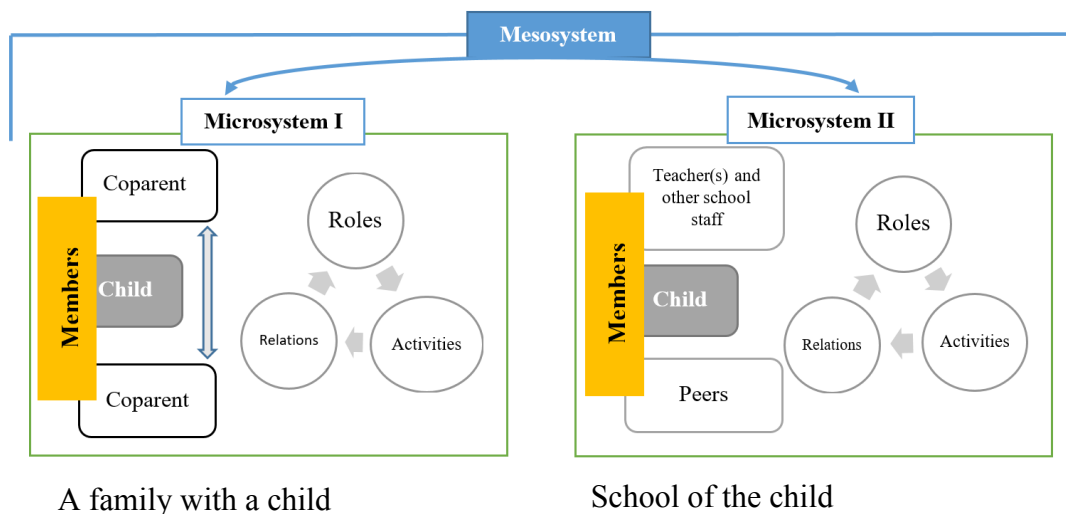 Mesosystem
Microsystem I
Coparent
Members
Child
Coparent
Roles
Relations
Activities
A family with a child
Microsystem II
Teacher(s) and
other school
staff
Members
Child
Peers
Roles
Relations
Activities
School of the child